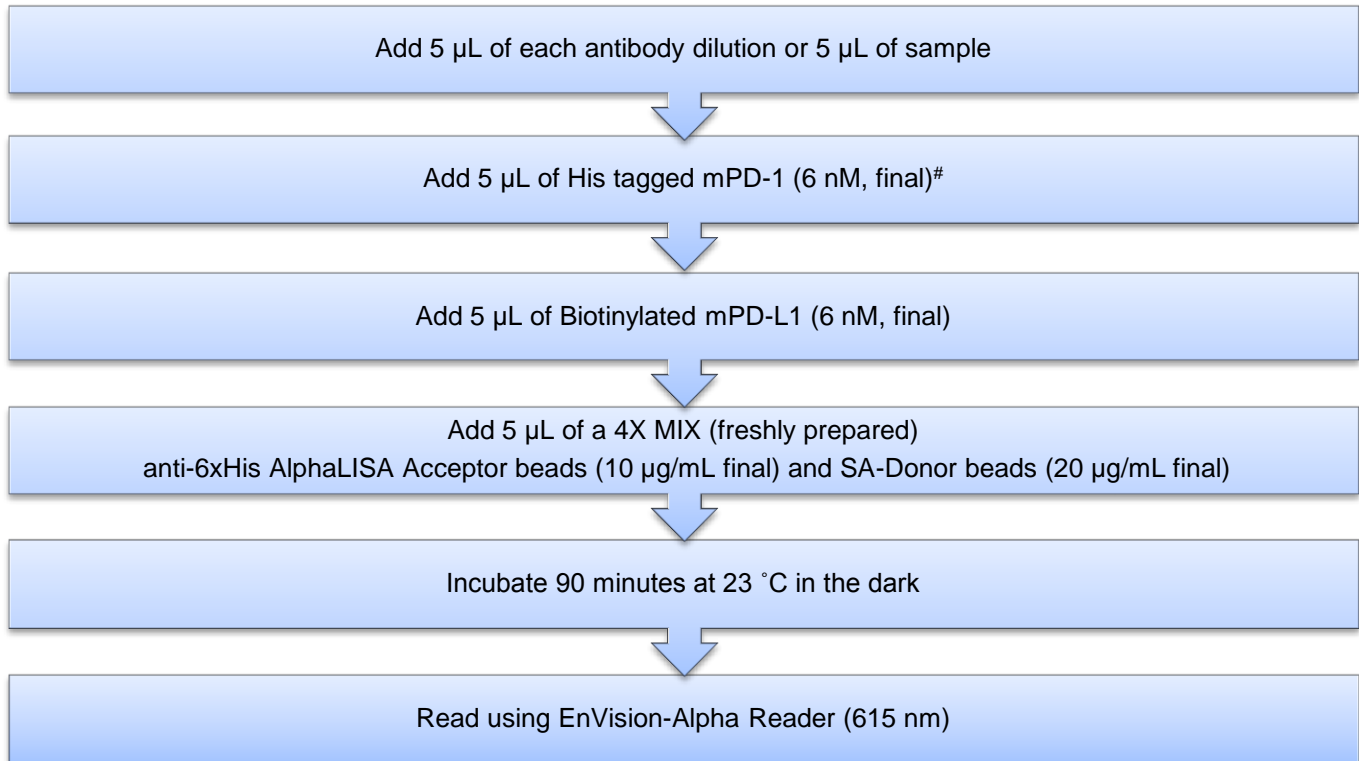 Add 5 µL of each antibody dilution or 5 µL of sample
Add 5 µL of His tagged mPD-1 (6 nM, final)#
Add 5 µL of Biotinylated mPD-L1 (6 nM, final)
Add 5 µL of a 4X MIX (freshly prepared)
anti-6xHis AlphaLISA Acceptor beads (10 µg/mL final) and SA-Donor beads (20 µg/mL final)
Incubate 90 minutes at 23 ˚C in the dark
Read using EnVision-Alpha Reader (615 nm)